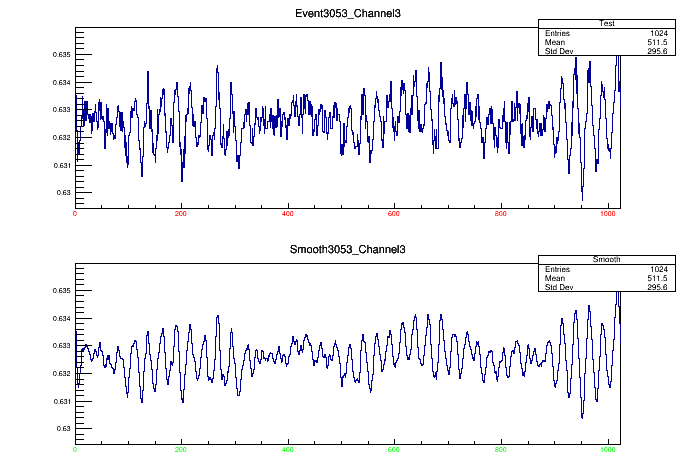 Event3053_Channel3
Test
Entries 1024
Mean 511.5
Std Dev 295.6
0.635
0.634
0.633
0.632
0.631
0.63
0 200 400 600 800 1000
Smooth3053_Channel3
Smooth
Entries 1024
Mean 511.5
Std Dev 295.6
0.635
0.634
0.633
0.632
0.631
0.63
0 200 400 600 800 1000